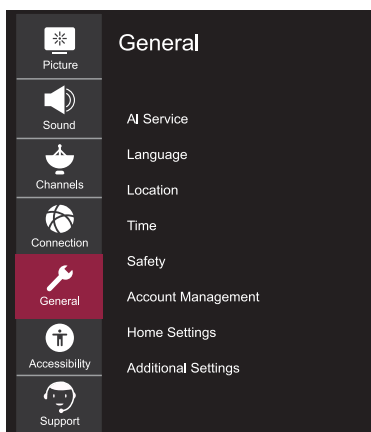 Picture
Sound
Channels
Connection
General
Accessibility
Support
General
AI Service
Language
Location
Time
Safety
Account Management
Home Settings
Additional Settings